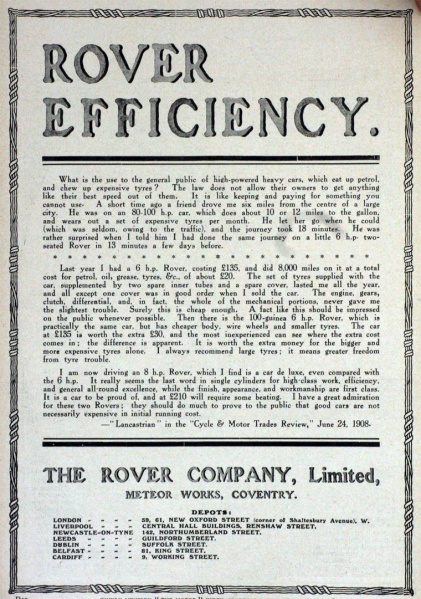 ROVER
EFFICIENCY.
What is the use to the general public of high-powered heavy cars, which eat up petrol,
and chew up expensive tyres? The law does not allow their owners to get anything
like their best speed out of them. It is like keeping and paying for something you
cannot use. A short time ago a friend drove me six miles from the centre of a large
city. He was on an 80-100 h.p. car, which does about 10 or 12 miles to the gallon,
and wears out a set of expensive tyres per month. He let her go when he could
(which was seldom, owing to the traffic), and the journey took 18 minutes. He was
rather surprised when I told him I had done the same journey on a little 6 h.p. two-
seated Rover in 13 minutes a few days before.
* * * * * * * * * * * * * * * * * *
Last year I had a 6 h.p. Rover, costing £135, and did 8,000 miles on it at a total
cost for petrol, oil, grease, tyres, &c., of about £20. The set of tyres supplied with the
car, supplemented by two spare inner tubes and a spare cover, lasted me all the year,
and all except one cover was in good order when I sold the car. The engine, gears,
clutch, differential, and, in fact, the whole of the mechanical portions, never gave me
the slightest trouble. Surely this is cheap enough. A fact like this should be impressed
on the public whenever possible. Then there is the 100-guinea 6 h.p. Rover, which is
practically the same car, but has cheaper body, wire wheels and smaller tyres. The car
£135 is worth the extra £30, and the most inexperienced can see where the extra cost
comes in; the difference is apparent. It is worth the extra money for the bigger and
more expensive tyres alone. I always recommend large tyres; it means greater freedom
from tyre trouble.
I am now driving an 8 h.p. Rover, which I find is a car de luxe, even compared with
the 6 h.p. It really seems the last word in single cylinders for high-class work, efficiency,
and general all-round excellence, while the finish, appearance, and workmanship are first class.
It is a car to be proud of, and at £210 will require some beating. I have a great admiration
for these two Rovers; they should do much to prove to the public that good cars are not
necessarily expensive in initial running cost.
—"Lancastrian" in the "Cycle & Motor Trades Review," June 24, 1908.
THE ROVER COMPANY, Limited,
METEOR WORKS, COVENTRY.
DEPOTS:
LONDON - - - - 59, 61, NEW OXFORD STREET (corner of Shaftesbury Avenue), W.
LIVERPOOL - - - - CENTRAL HALL BUILDINGS, RENSHAW STREET.
NEWCASTLE-ON-TYNE 143, NORTHUMBERLAND STREET.
LEEDS - - - - GUILDFORD STREET.
DUBLIN - - - - SUFFOLK STREET.
BELFAST - - - - 81, KING STREET.
CARDIFF - - - - 9, WORKING STREET.